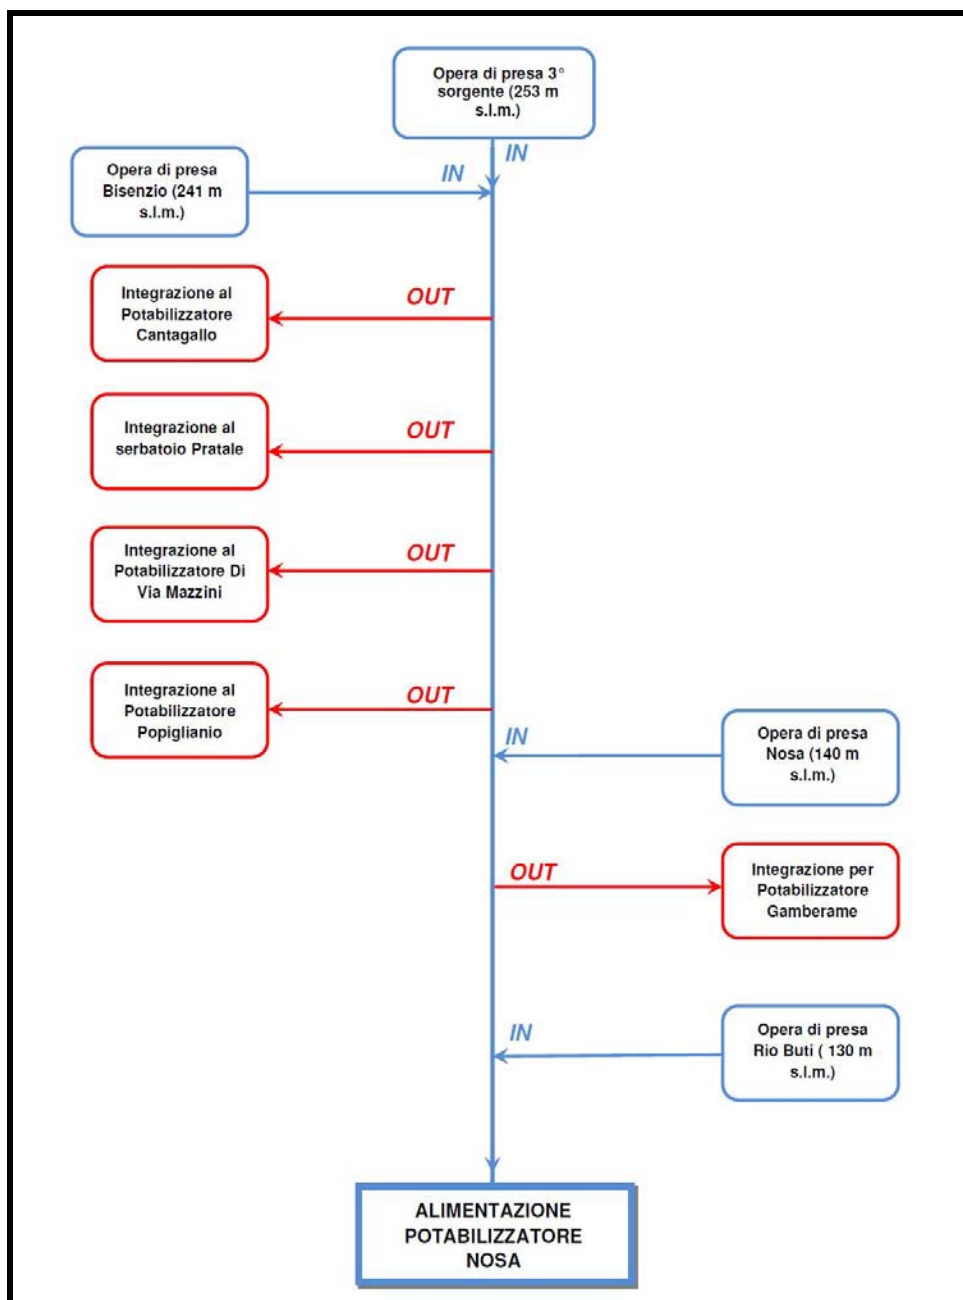 Opera di presa 3°
sorgente (253 m
s.l.m.)
IN
Opera di presa
Bisenzio (241 m
s.l.m.)
IN
Integrazione al
Potabilizzatore
Cantagallo
OUT
Integrazione al
serbatoio Pratale
OUT
Integrazione al
Potabilizzatore Di
Via Mazzini
OUT
Integrazione al
Potabilizzatore
Popiglianio
OUT
IN
Opera di presa
Nosa (140 m
s.l.m.)
OUT
Integrazione per
Potabilizzatore
Gamberame
IN
Opera di presa
Rio Buti ( 130 m
s.l.m.)
ALIMENTAZIONE
POTABILIZZATORE
NOSA